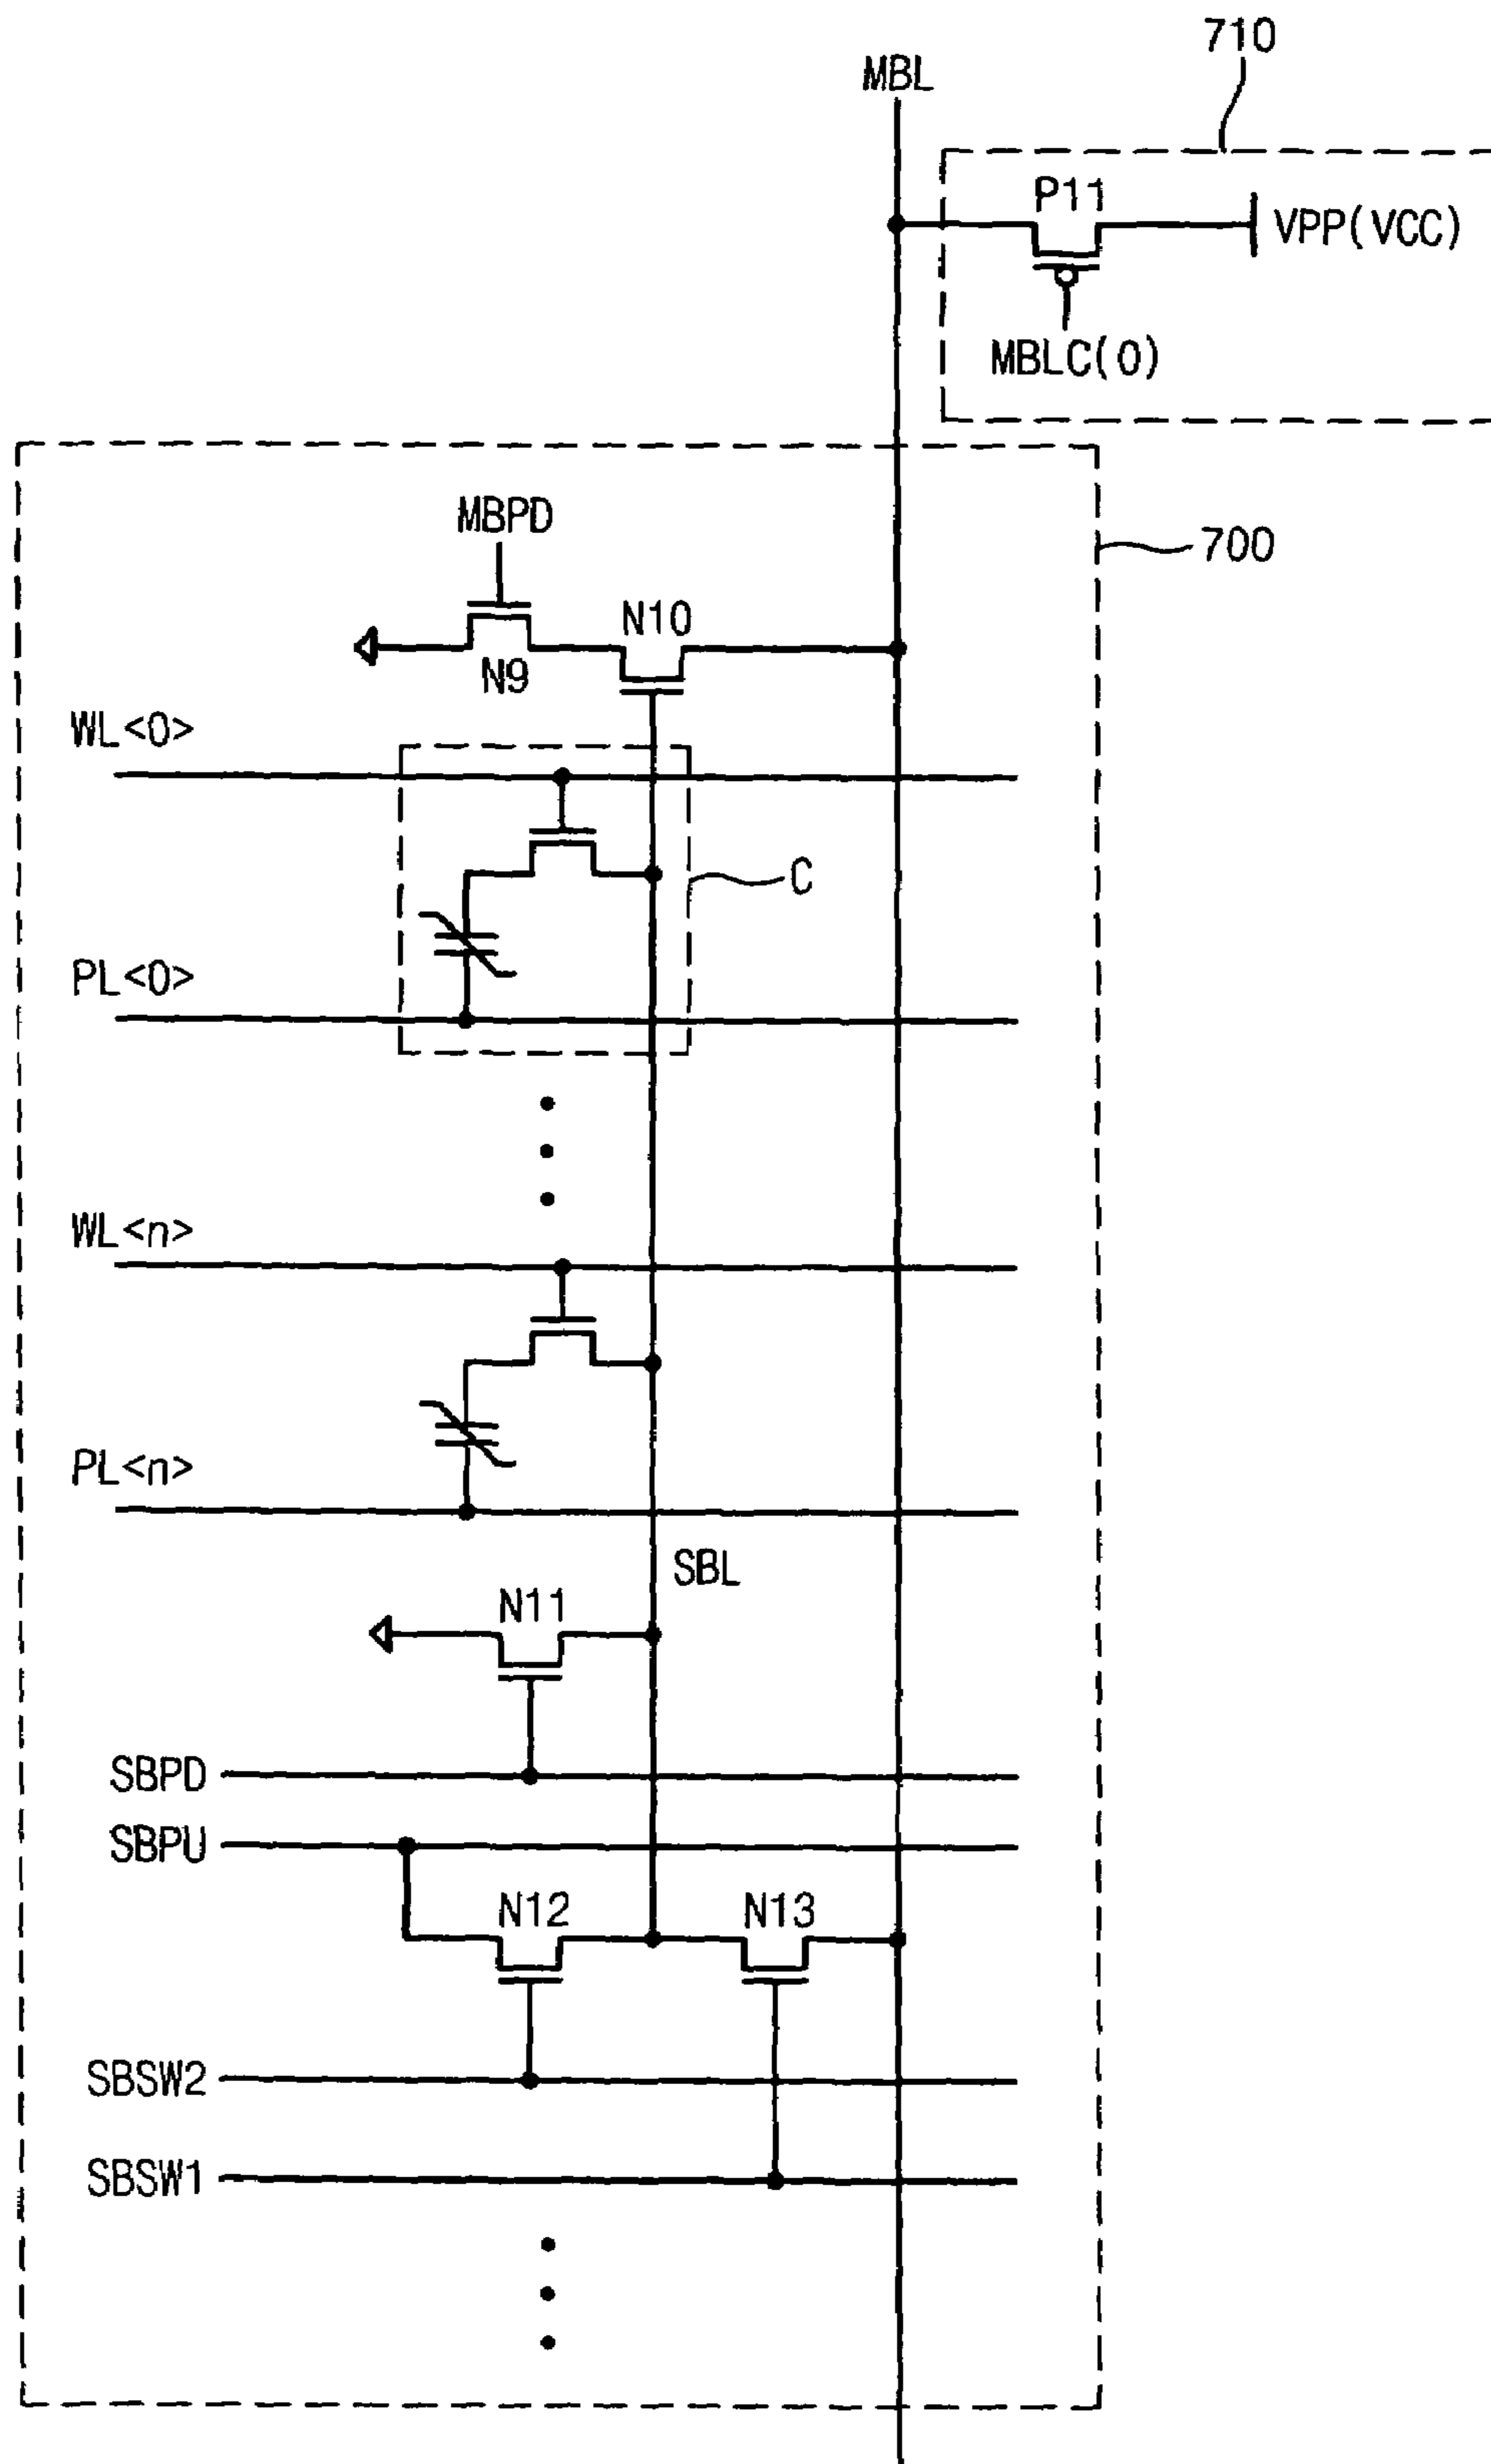 710
MBL
P11
VPP(VCC)
MBLC(0)
MBPD
700
N10
N9
WL<0>
C
PL<0>
WL<n>
PL<n>
SBL
N11
SBPD
SBPU
N12
N13
SBSW2
SBSW1